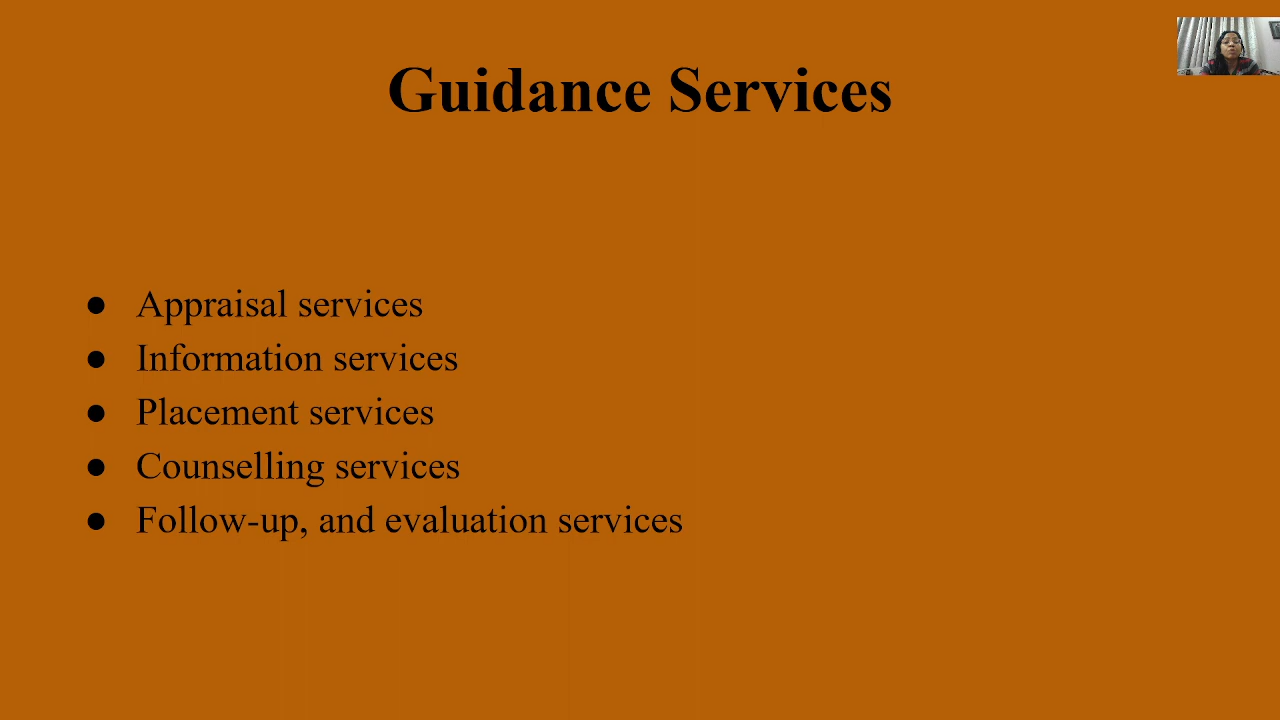 Guidance Services
● Appraisal services
● Information services
● Placement services
● Counselling services
● Follow-up, and evaluation services